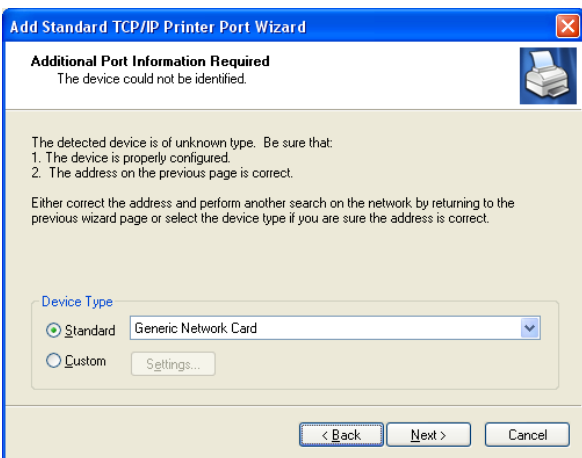 Add Standard TCP/IP Printer Port Wizard
Additional Port Information Required
The device could not be identified.
The detected device is of unknown type.  Be sure that:
1. The device is properly configured.
2.  The address on the previous page is correct.
Either correct the address and perform another search on the network by returning to the
previous wizard page or select the device type if you are sure the address is correct.
Device Type
Standard
Generic Network Card
Custom
Settings...
< Back
Next >
Cancel